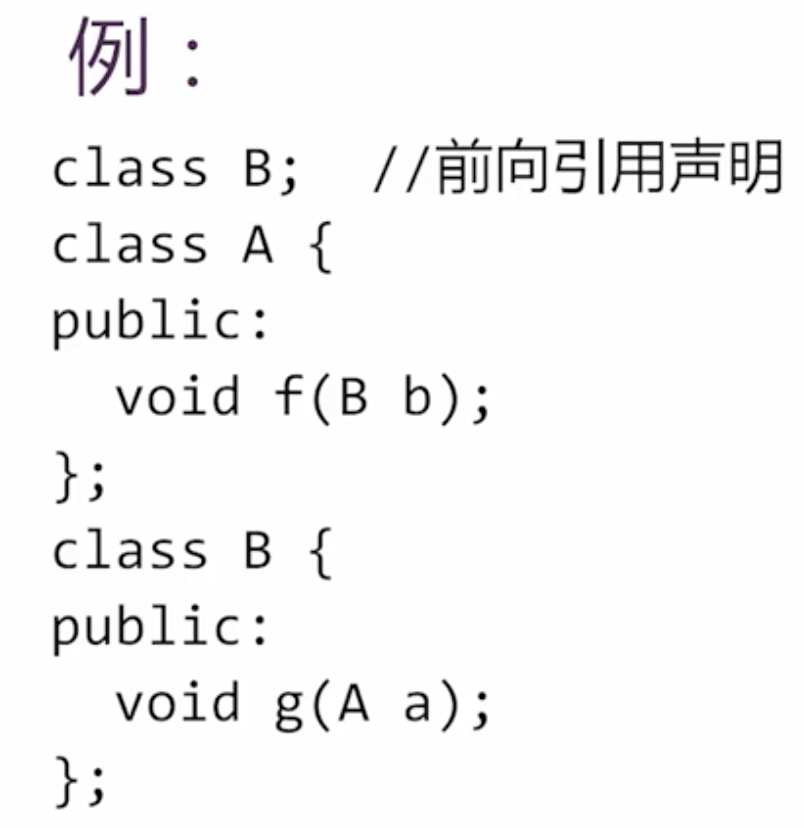 例：
class B;  //前向引用声明
class A {
public:
  void f(B b);
};
class B {
public:
  void g(A a);
};